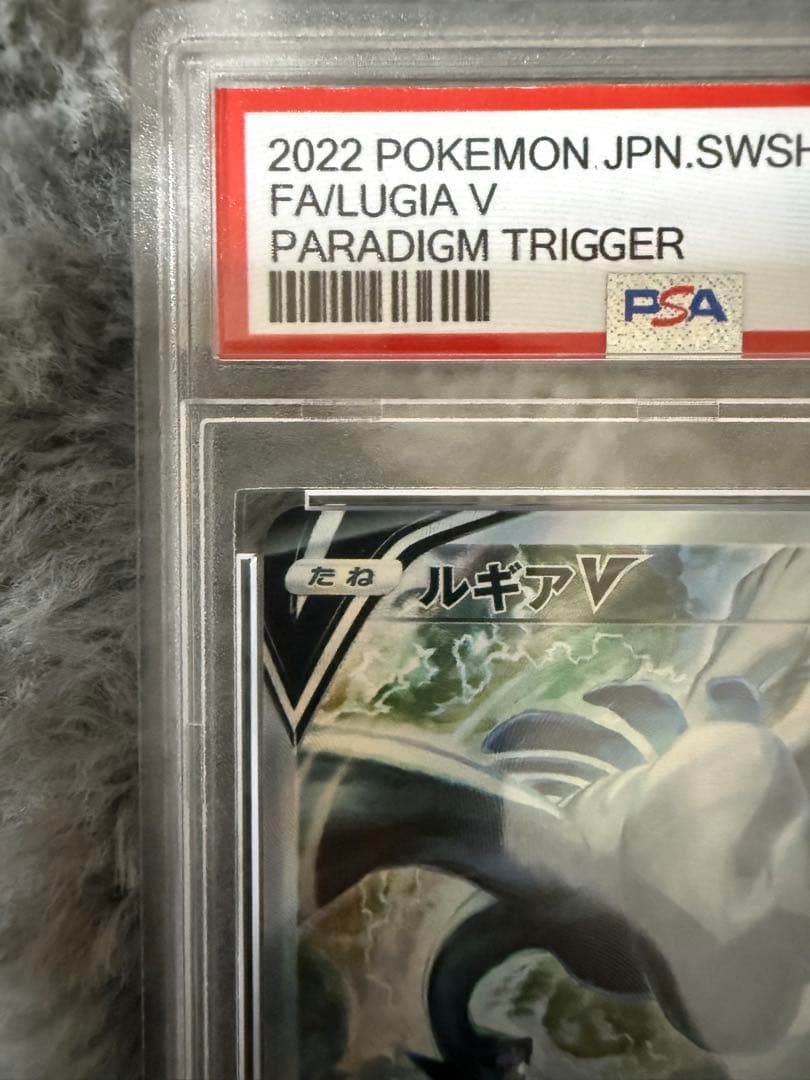 2022 POKEMON JPN.SWSH
FA/LUGIA V
PARADIGM TRIGGER
PSA
たね ルギアV